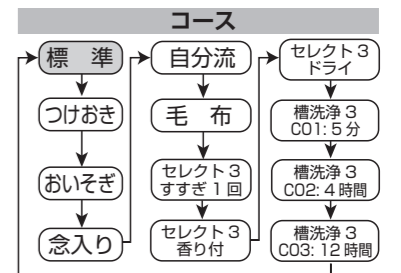 コース
標　準
つけおき
おいそぎ
念入り
自分流
毛　布
セレクト3
すすぎ1回
セレクト3
香り付
セレクト3
ドライ
槽洗浄3
CO1: 5分
槽洗浄3
CO2: 4時間
槽洗浄3
CO3: 12時間